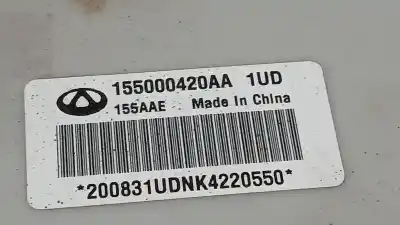 155000420AA 1UD
155AAE Made In China
*200831UDNK4220550*